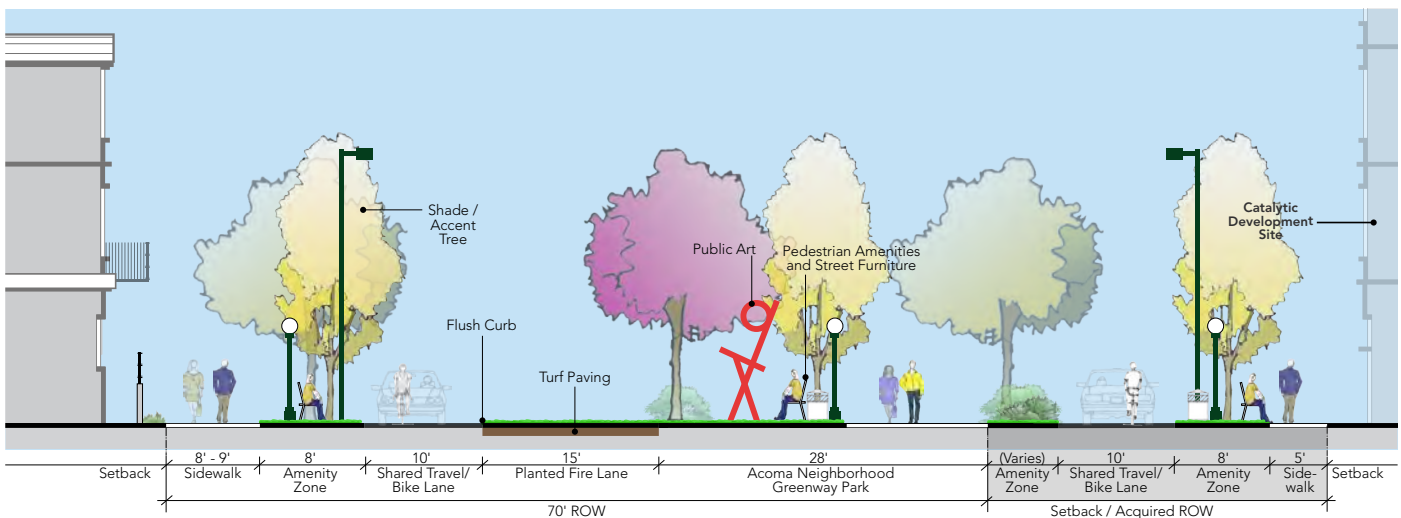 Shade /
Accent
Tree
Catalytic
Development
Site
Public Art
Pedestrian Amenities
and Street Furniture
Flush Curb
Turf Paving
8' - 9'
8'
10'
15'
28'
(Varies)
10'
8'
5'
Setback
Sidewalk
Amenity
Zone
Shared Travel/
Bike Lane
Planted Fire Lane
Acoma Neighborhood
Greenway Park
Amenity
Zone
Shared Travel/
Bike Lane
Amenity
Zone
Side-
walk
Setback
70' ROW
Setback / Acquired ROW